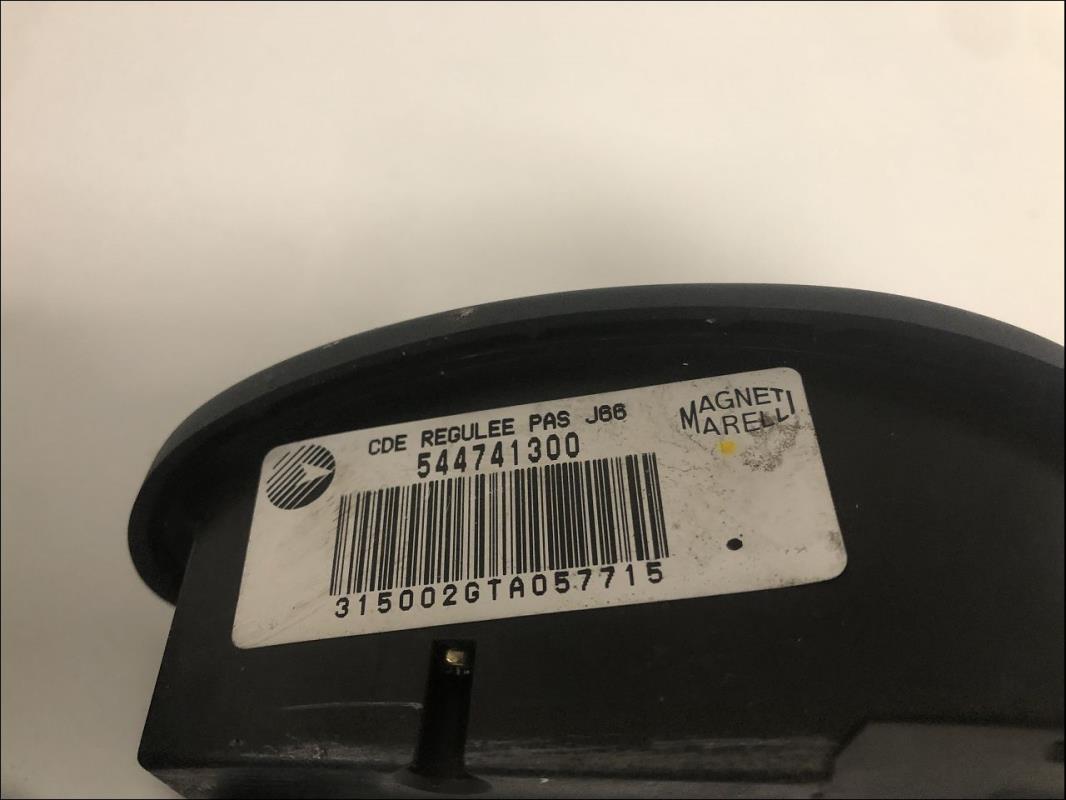 CDE REGULEE PAS J66
544741300
MAGNETI
MARELLI
315002GTA057715